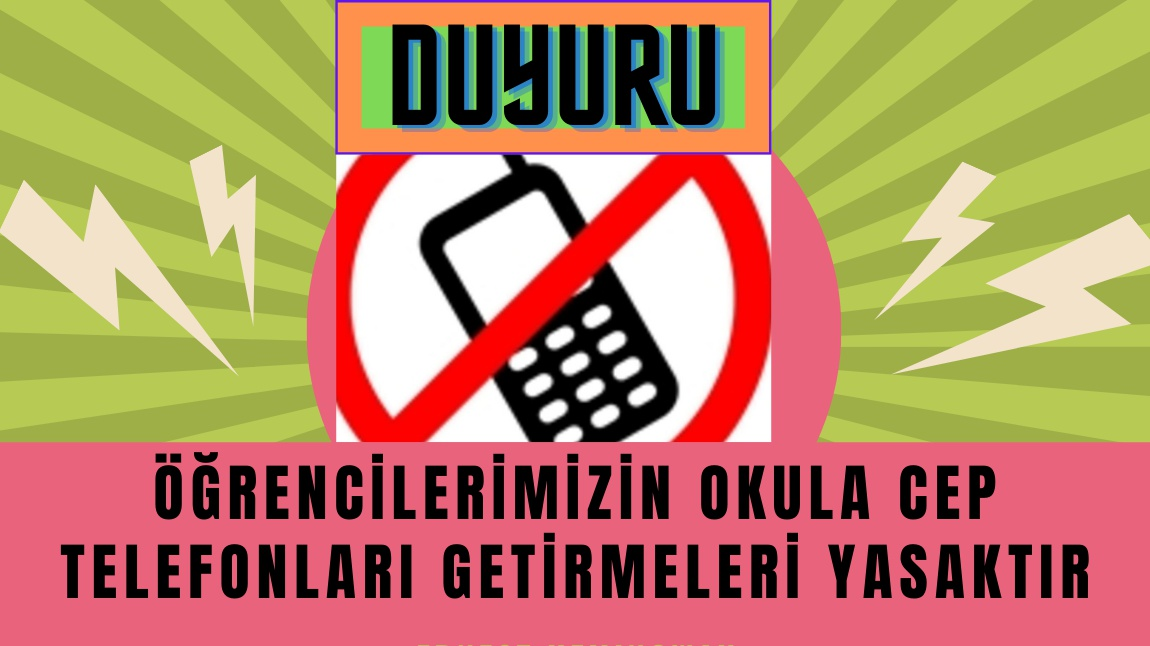 DUYURU
ÖĞRENCİLERİMİZİN OKULA CEP
TELEFONLARI GETİRMELERİ YASAKTIR